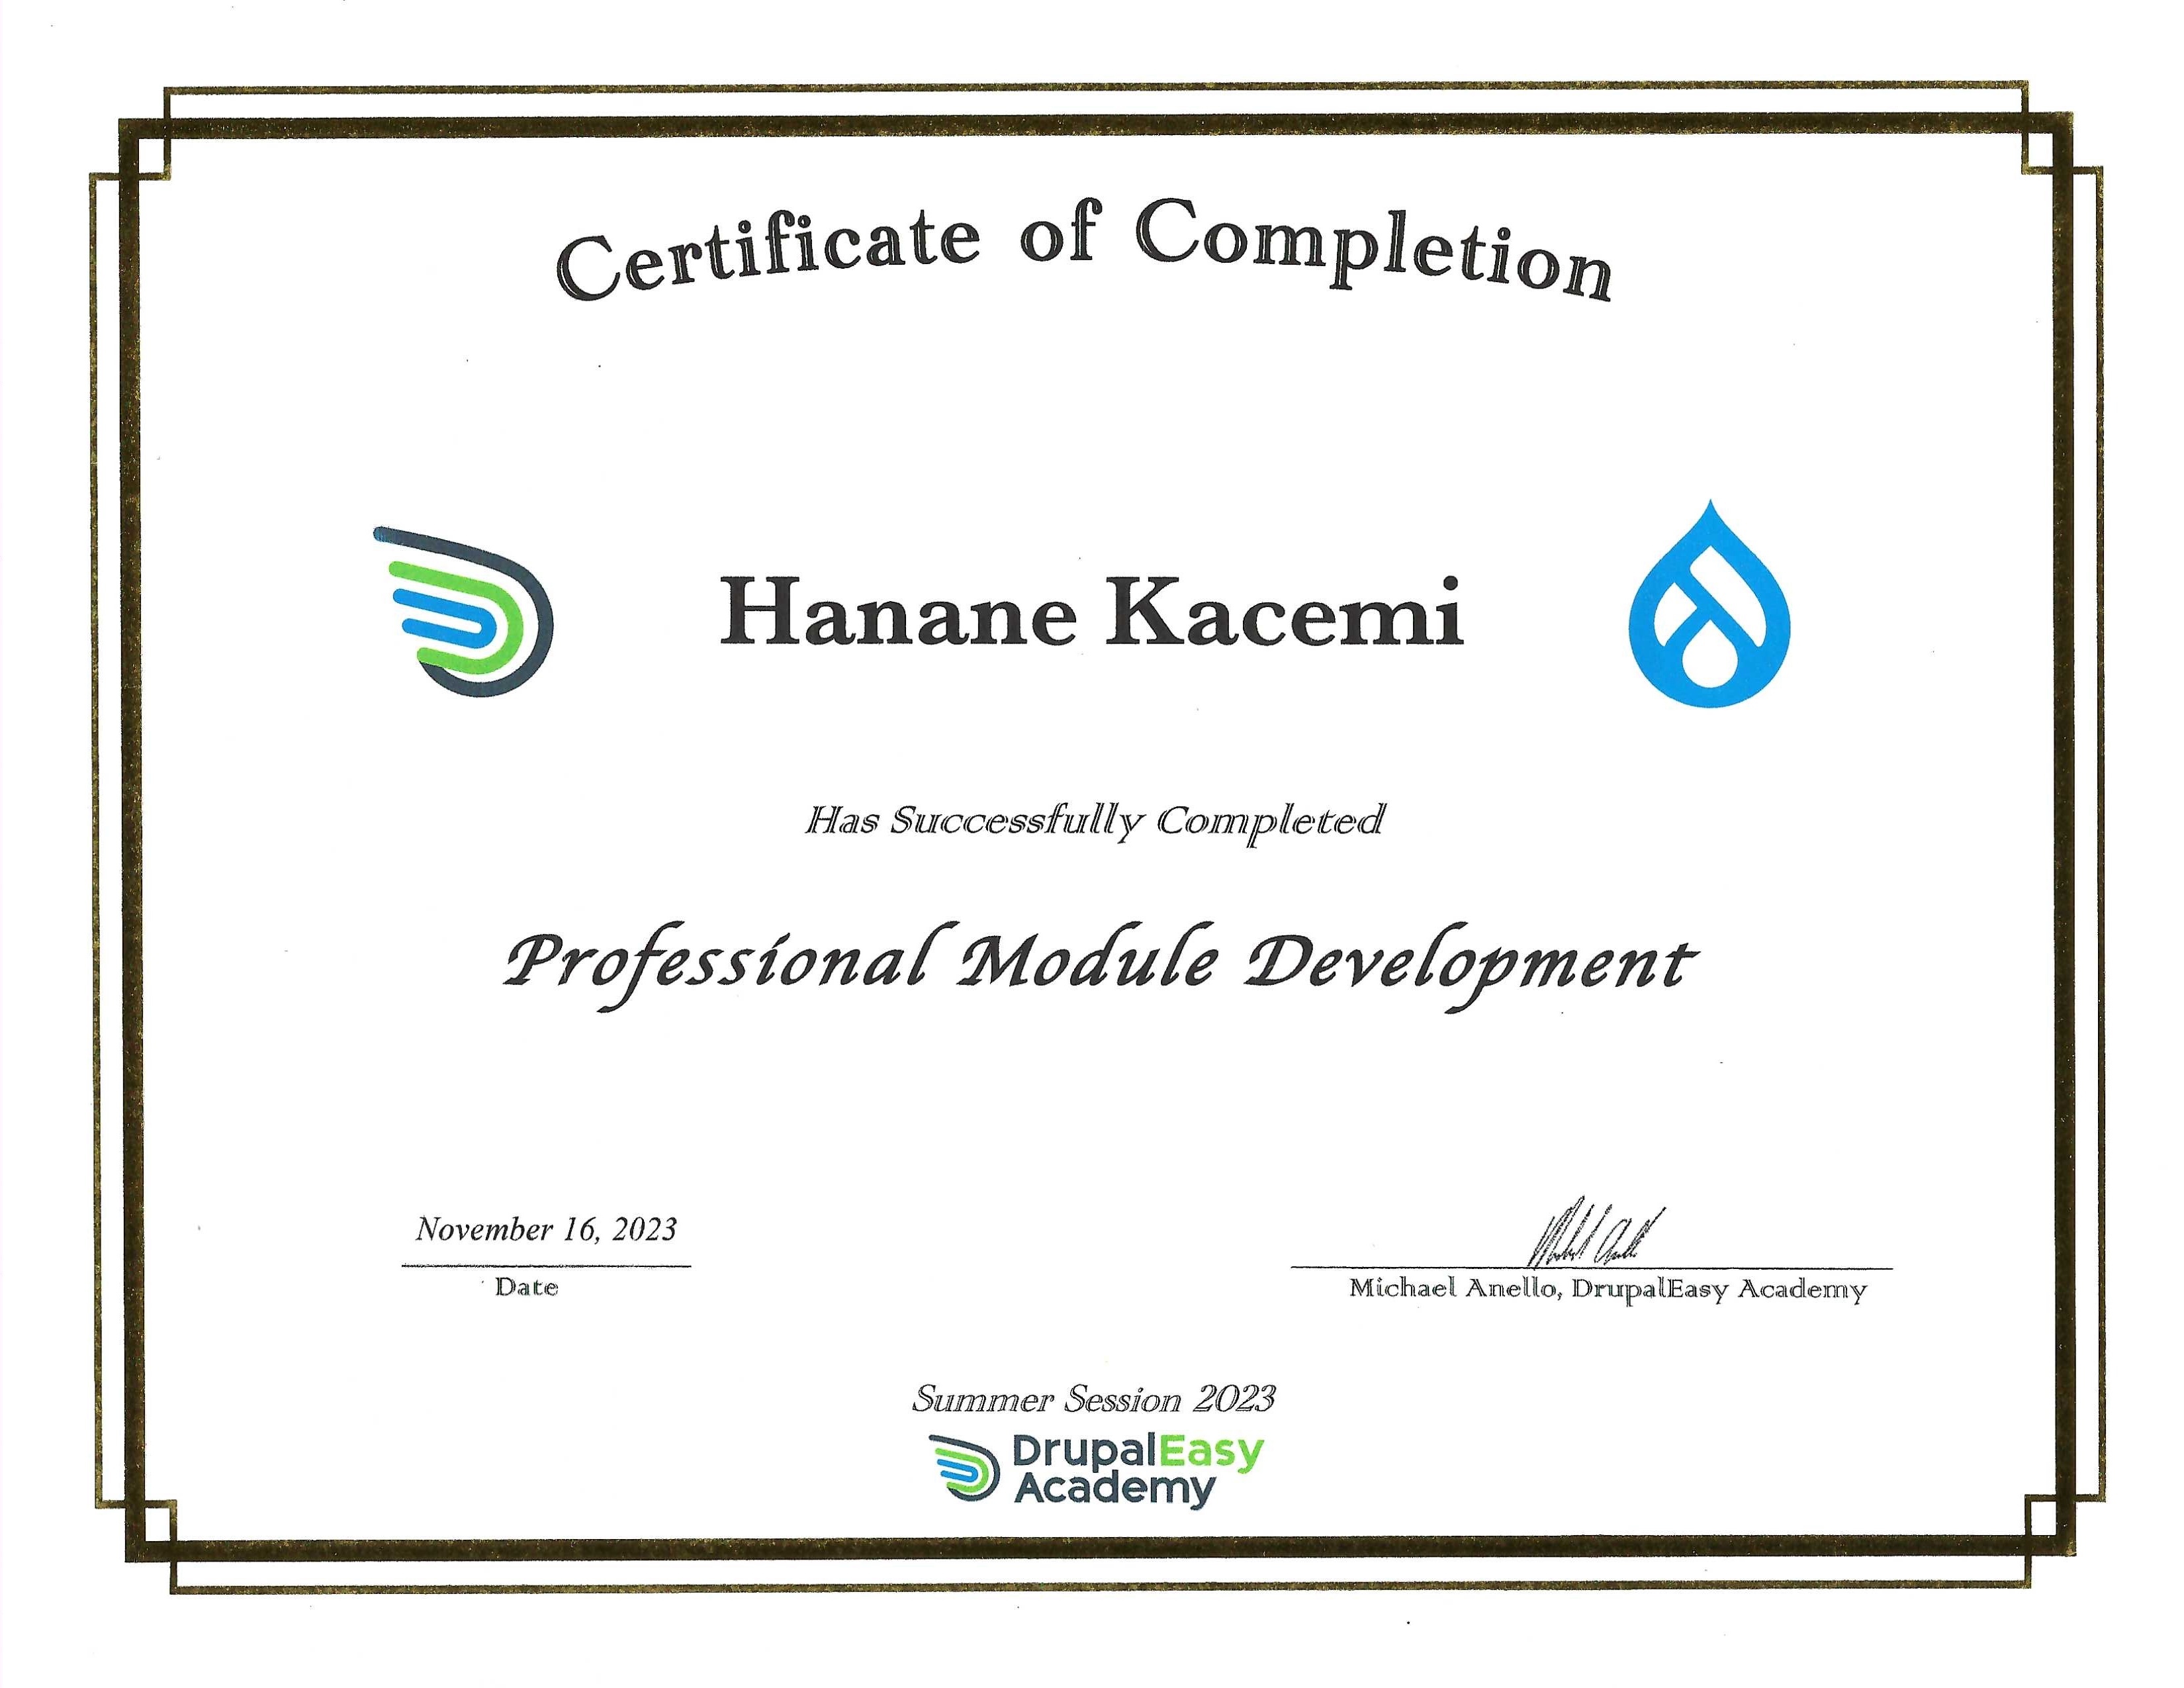 Certificate of Completion
Hanane Kacemi
Has Successfully Completed
Professional Module Development
November 16, 2023
Date
Michael Anello, DrupalEasy Academy
Summer Session 2023
DrupalEasy
Academy